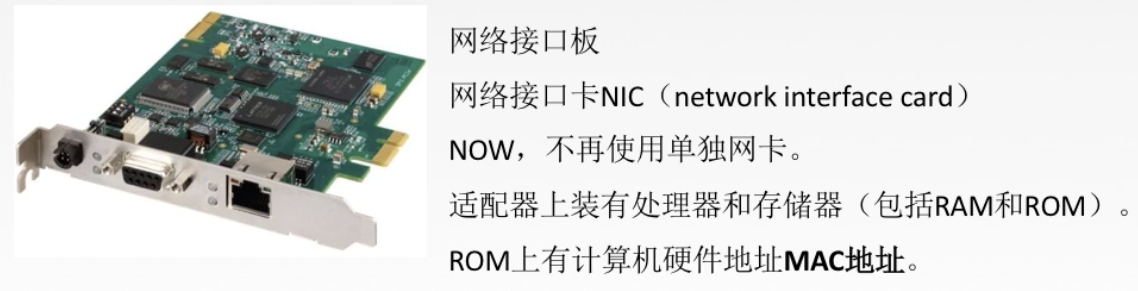 网络接口板
网络接口卡NIC（network interface card）
NOW，不再使用单独网卡。
适配器上装有处理器和存储器（包括RAM和ROM）。
ROM上有计算机硬件地址MAC地址。